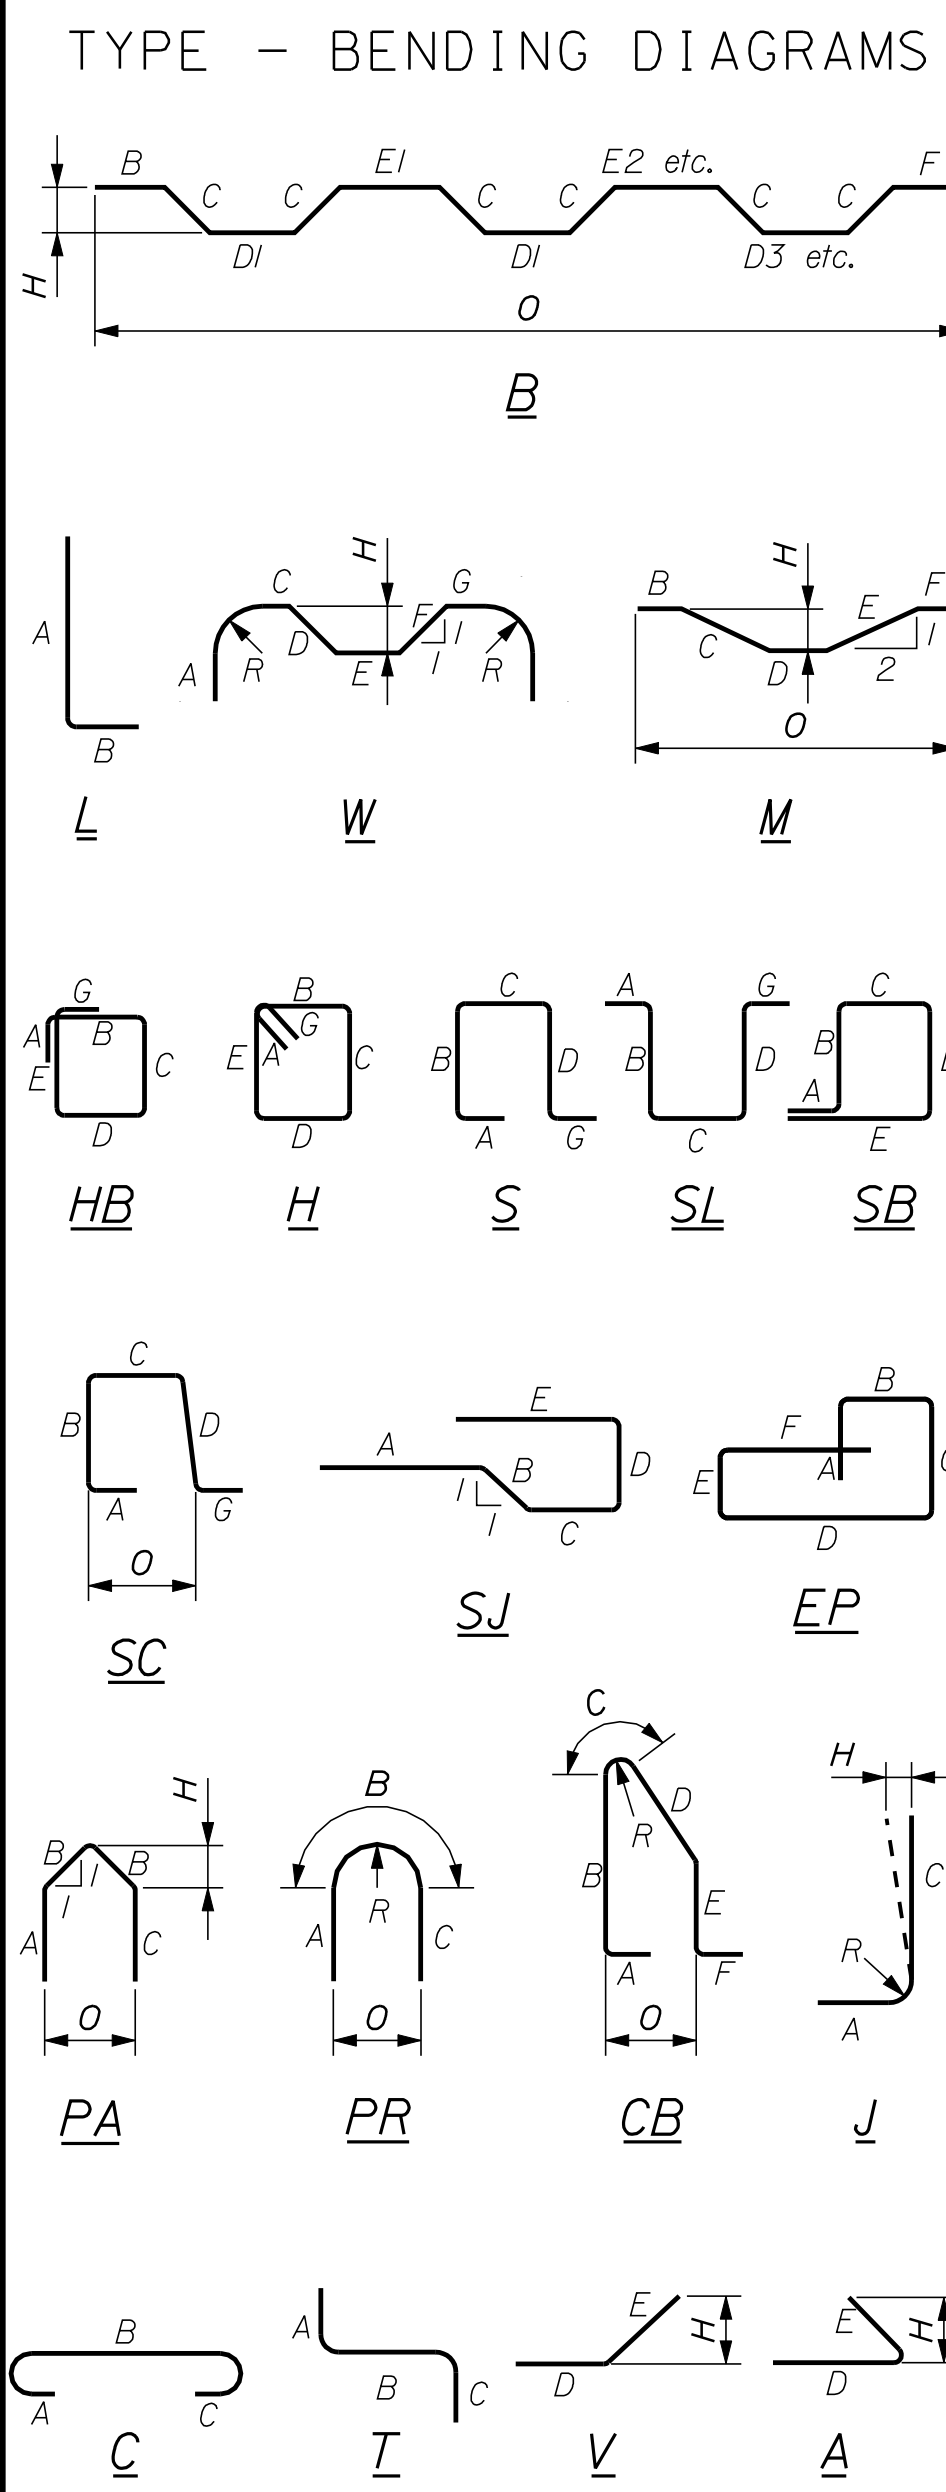 TYPE - BENDING DIAGRAMS
B E1 E2 etc. F
C C C C C C
H D1 D1 D3 etc.
O
B
H H
C G B F
A D F 1 C E 1
A R E 1 R D 2
B O
L W M
G B C A G C
A B G B
E C E A C B D B D A
D D A G C E
HB H S SL SB
C E B
B D A B D F
1 E A
A G 1 C D
O
SJ EP
SC
C H
H B D
B 1 B R C
1 R B E R
A C A C A F A
O O O
PA PR CB J
B A E H E H
A C B C D D
C T V A